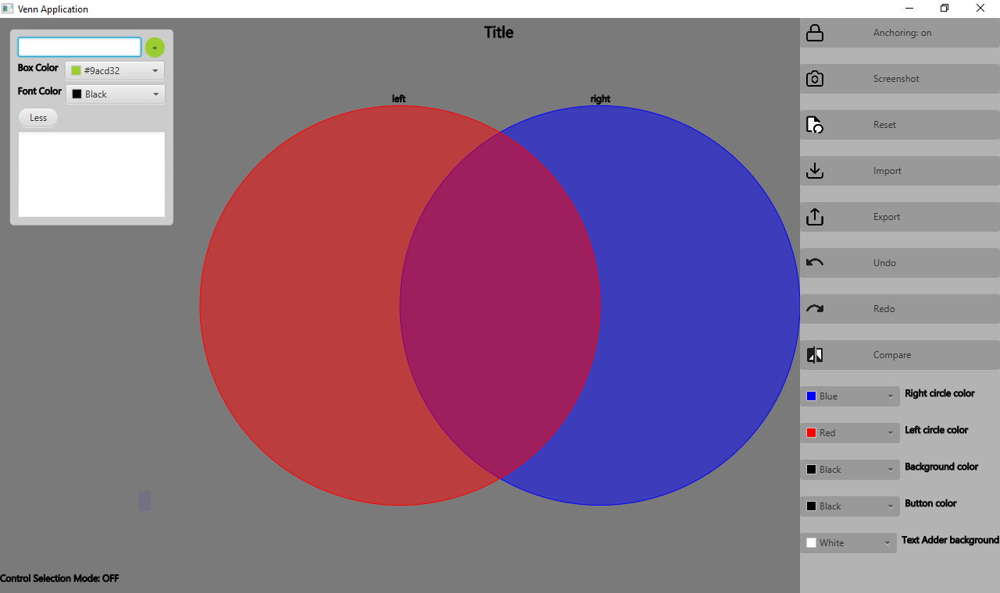 Venn Application
+
Box Color
#9acd32
Font Color
Black
Less
Title
left
right
Control Selection Mode: OFF
Anchoring: on
Screenshot
Reset
Import
Export
Undo
Redo
Compare
Blue
Right circle color
Red
Left circle color
Black
Background color
Black
Button color
White
Text Adder background